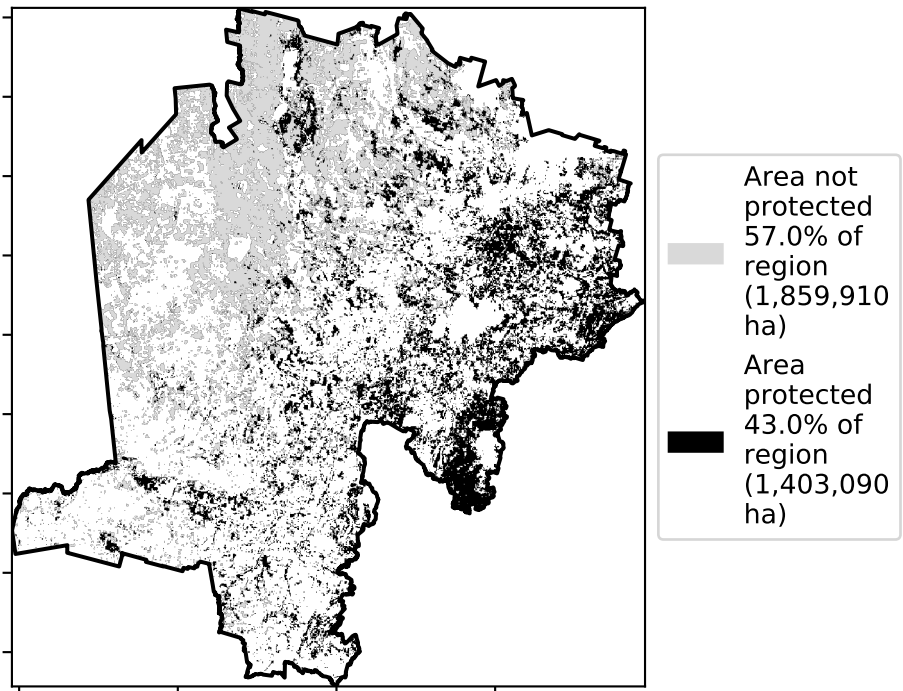 Area not
protected
57.0% of
region
(1,859,910
ha)
Area
protected
43.0% of
region
(1,403,090
ha)